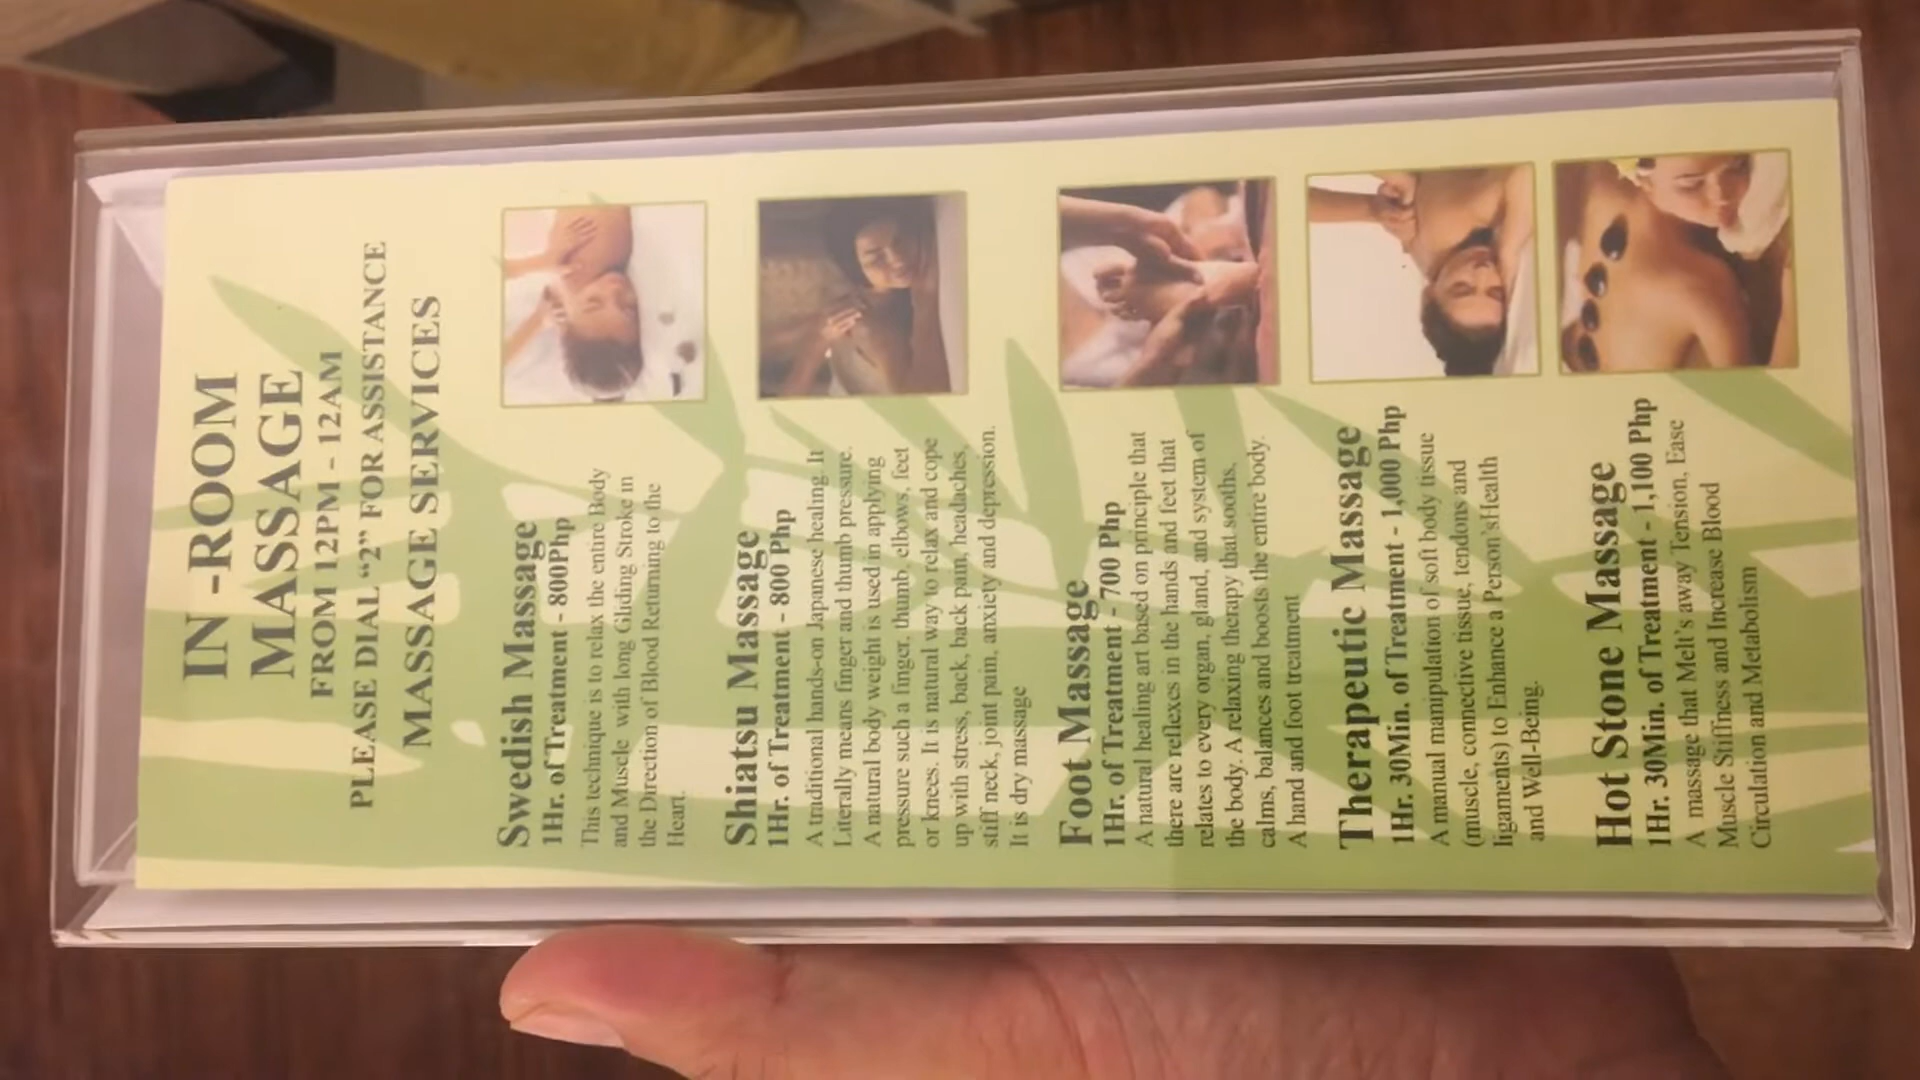 IN -ROOM
MASSAGE
FROM 12PM – 12AM
PLEASE DIAL “2” FOR ASSISTANCE
MASSAGE SERVICES
Swedish Massage
1Hr. of Treatment - 800Php
This technique is to relax the entire Body
and Muscle with long Gliding Stroke in
the Direction of Blood Returning to the
Heart.
Shiatsu Massage
1Hr. of Treatment - 800 Php
A traditional hands-on Japanese healing. It
Literally means finger and thumb pressure.
A natural body weight is used in applying
pressure such a finger, thumb, elbows, feet
or knees. It is natural way to relax and cope
up with stress, back, back pain, headaches,
stiff neck, joint pain, anxiety and depression.
It is dry massage
Foot Massage
1Hr. of Treatment - 700 Php
A natural healing art based on principle that
there are reflexes in the hands and feet that
relates to every organ, gland, and system of
the body. A relaxing therapy that sooths,
calms, balances and boosts the entire body.
A hand and foot treatment
Therapeutic Massage
1Hr. 30Min. of Treatment - 1,000 Php
A manual manipulation of soft body tissue
(muscle, connective tissue, tendons and
ligaments) to Enhance a Person's Health
and Well-Being.
Hot Stone Massage
1Hr. 30Min. of Treatment - 1,100 Php
A massage that Melt's away Tension, Ease
Muscle Stiffness and Increase Blood
Circulation and Metabolism